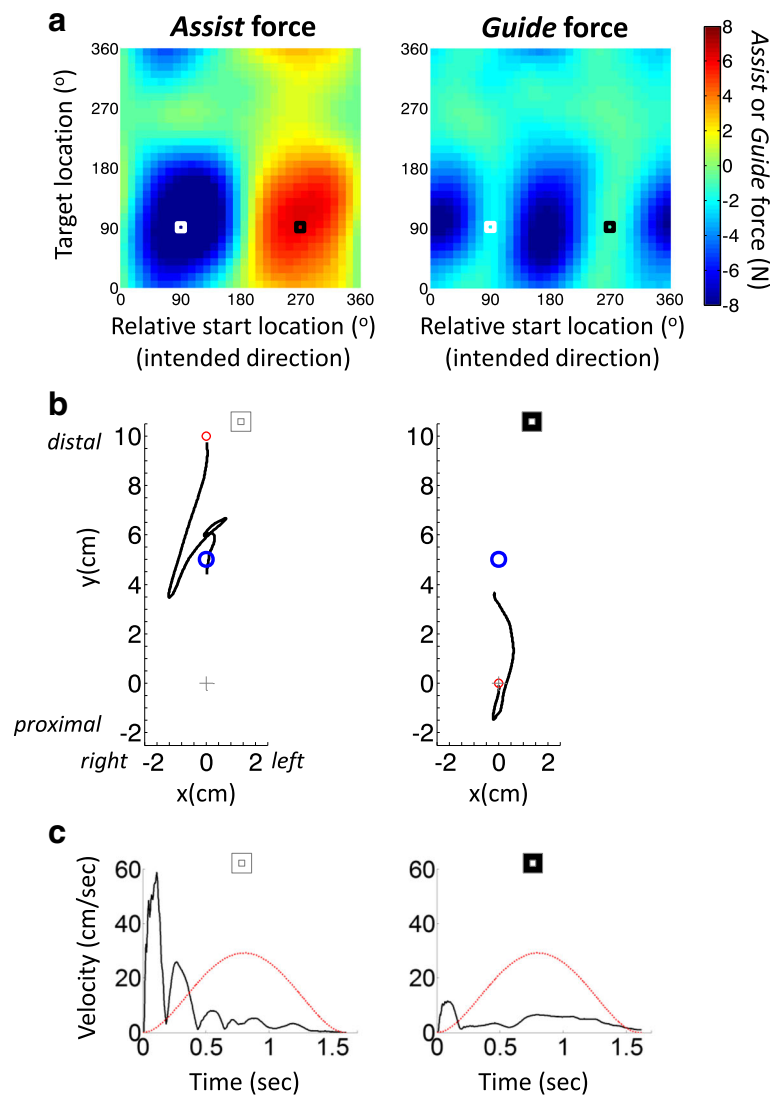 a
Assist force
Guide force
360
270
180
90
0
Target location (o)
0 90 180 270 360
Relative start location (o)
(intended direction)
360
270
180
90
0
0 90 180 270 360
Relative start location (o)
(intended direction)
8
6
4
2
0
-2
-4
-6
-8
Assist or Guide force (N)
b
distal
10
8
6
4
2
0
-2
y(cm)
proximal
right -2 0 2 left
x(cm)
10
8
6
4
2
0
-2
-2 0 2
x(cm)
c
60
40
20
0
Velocity (cm/sec)
0 0.5 1 1.5
Time (sec)
60
40
20
0
0 0.5 1 1.5
Time (sec)